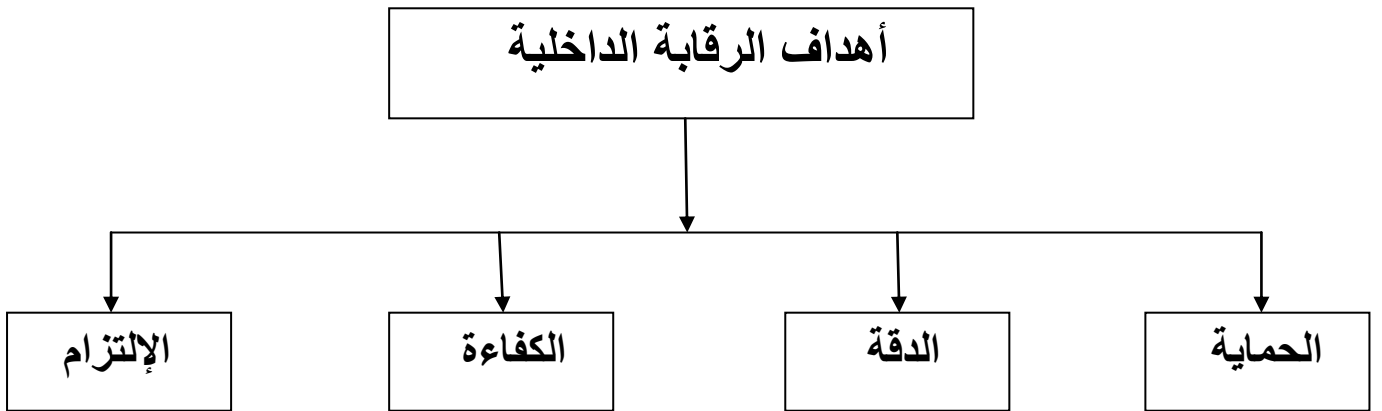 أهداف الرقابة الداخلية
الحماية
الدقة
الكفاءة
الإلتزام